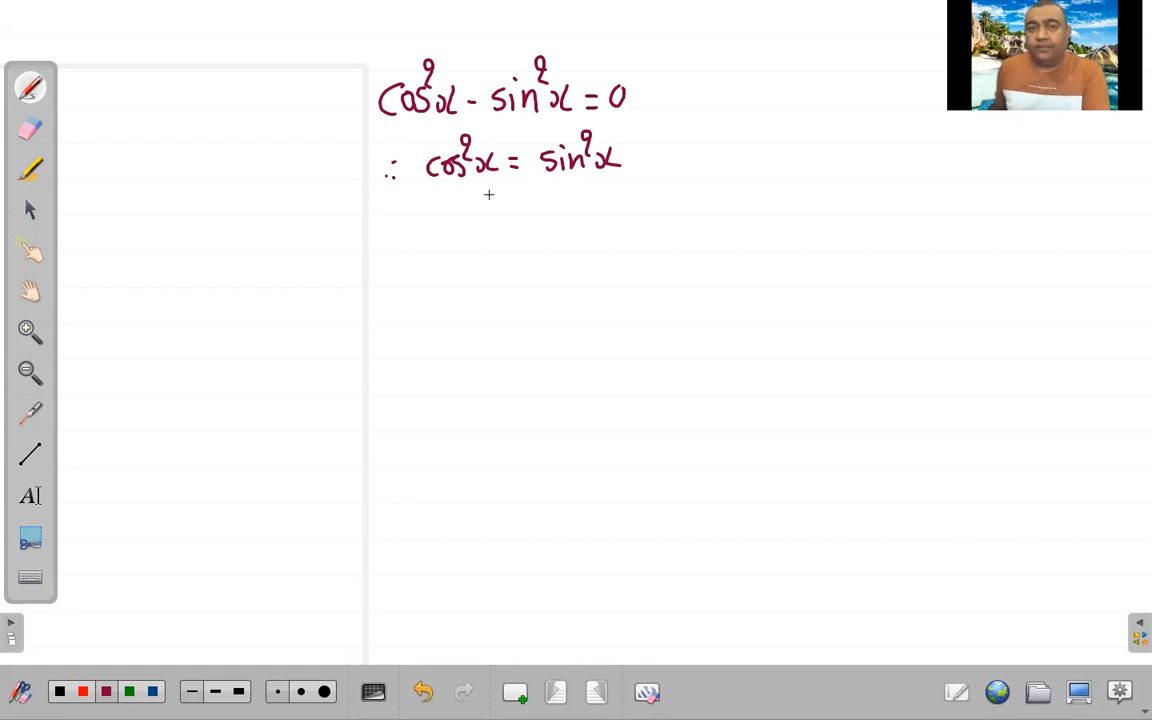 cos²x - sin²x = 0
∴ cos²x = sin²x